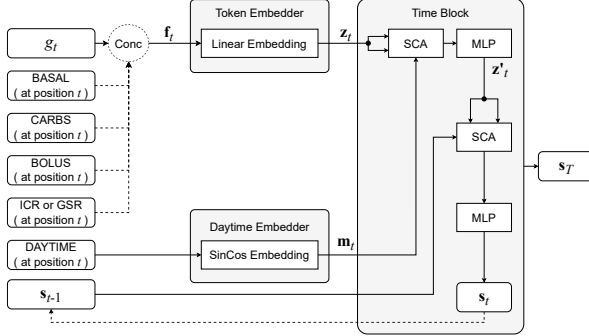 Token Embedder
Time Block
g_t
Conc
f_t
Linear Embedding
z_t
SCA
MLP
BASAL
( at position t )
z'_t
CARBS
( at position t )
SCA
BOLUS
( at position t )
s_T
ICR or GSR
( at position t )
MLP
Daytime Embedder
DAYTIME
( at position t )
SinCos Embedding
m_t
s_{t-1}
s_t